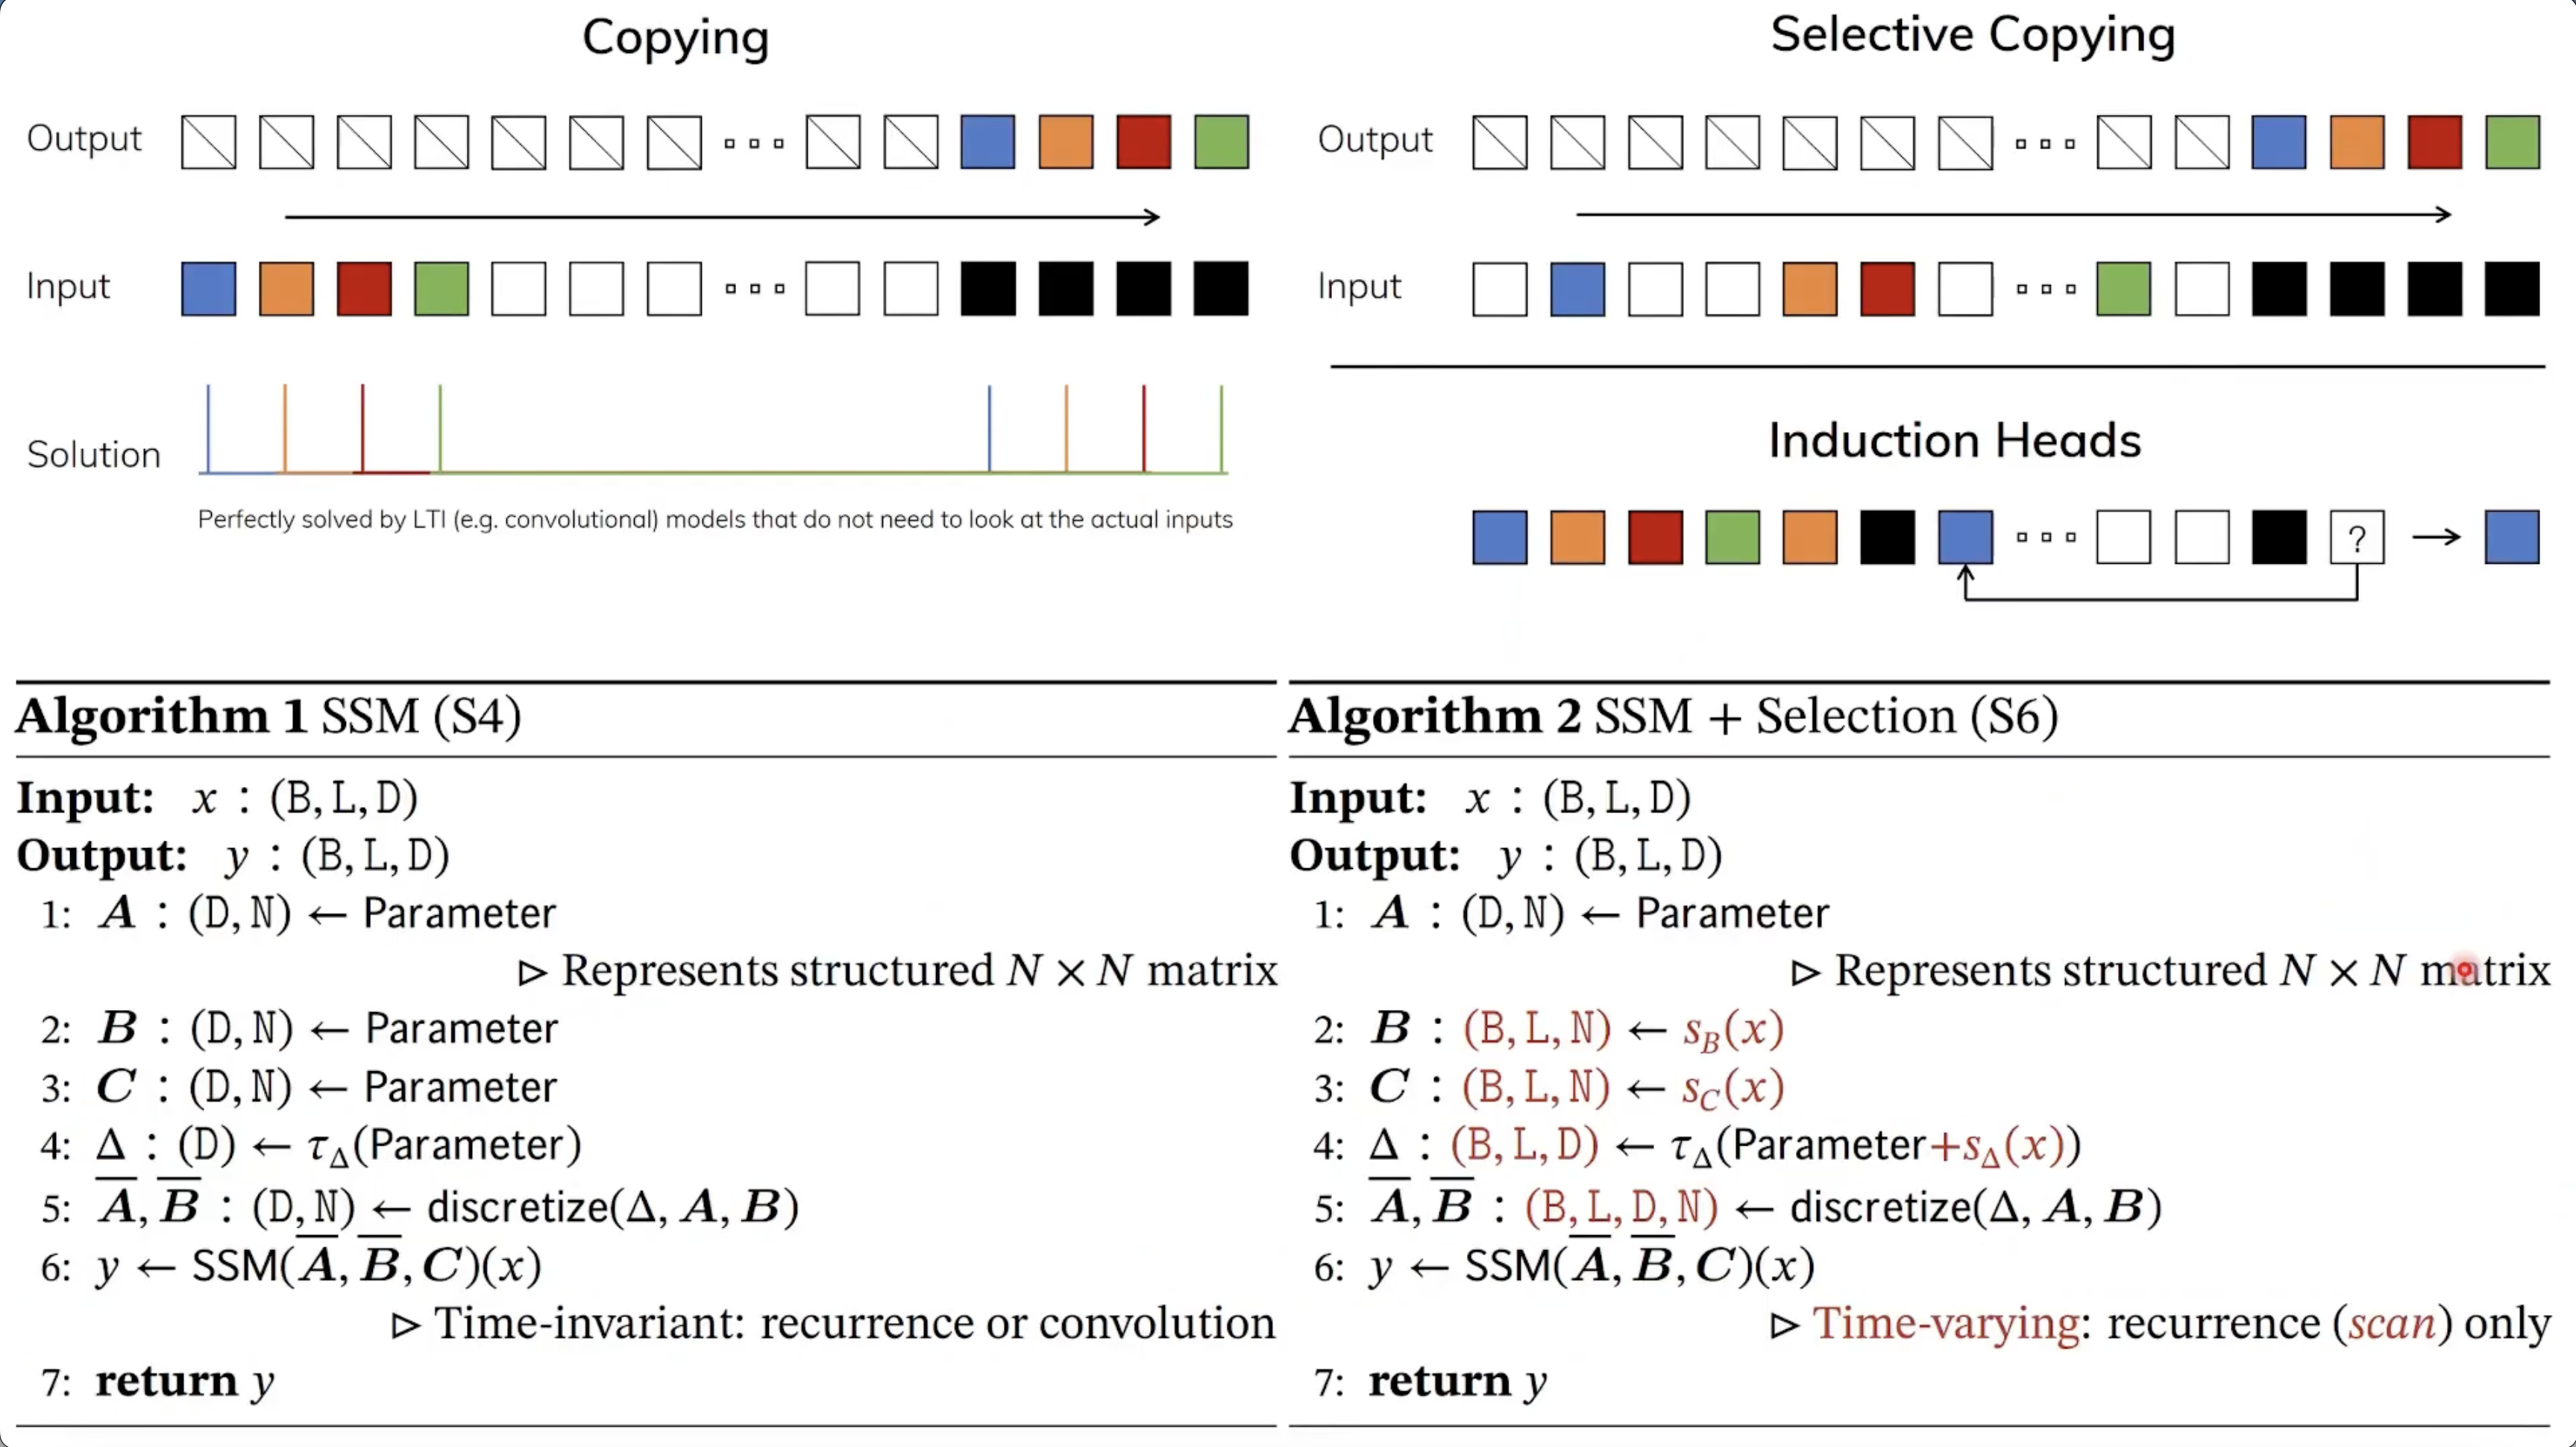 Copying
Output
Input
Solution
Perfectly solved by LTI (e.g. convolutional) models that do not need to look at the actual inputs
Selective Copying
Output
Input
Induction Heads
?
Algorithm 1 SSM (S4)
Input: x : (B, L, D)
Output: y : (B, L, D)
1: A : (D, N) ← Parameter
▷ Represents structured N × N matrix
2: B : (D, N) ← Parameter
3: C : (D, N) ← Parameter
4: Δ : (D) ← τ_Δ(Parameter)
5: A̅, B̅ : (D, N) ← discretize(Δ, A, B)
6: y ← SSM(A̅, B̅, C)(x)
▷ Time-invariant: recurrence or convolution
7: return y
Algorithm 2 SSM + Selection (S6)
Input: x : (B, L, D)
Output: y : (B, L, D)
1: A : (D, N) ← Parameter
▷ Represents structured N × N matrix
2: B : (B, L, N) ← s_B(x)
3: C : (B, L, N) ← s_C(x)
4: Δ : (B, L, D) ← τ_Δ(Parameter+s_Δ(x))
5: A̅, B̅ : (B, L, D, N) ← discretize(Δ, A, B)
6: y ← SSM(A̅, B̅, C)(x)
▷ Time-varying: recurrence (scan) only
7: return y